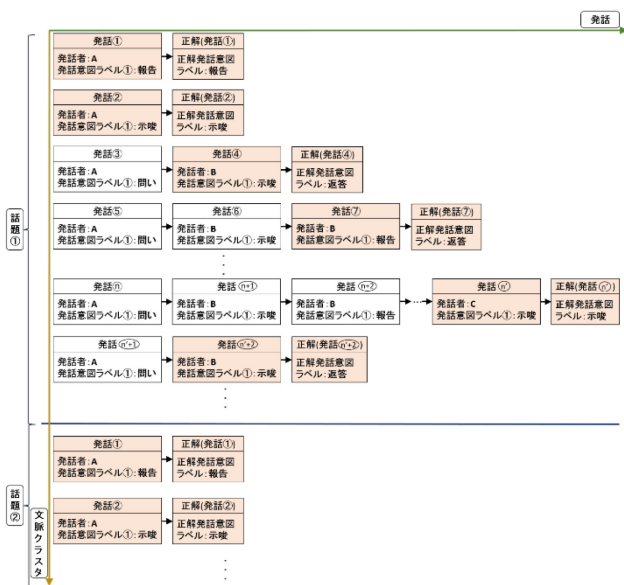 発話
発話① 正解(発話①)
発話者:A 正解発話意図
発話意図ラベル①:報告 ラベル:報告
発話② 正解(発話②)
発話者:A 正解発話意図
発話意図ラベル①:示唆 ラベル:示唆
発話③ 発話④ 正解(発話④)
発話者:A 発話者:B 正解発話意図
発話意図ラベル①:問い 発話意図ラベル①:示唆 ラベル:返答
話題①
発話⑤ 発話⑥ 発話⑦ 正解(発話⑦)
発話者:A 発話者:B 発話者:B 正解発話意図
発話意図ラベル①:問い 発話意図ラベル①:示唆 発話意図ラベル①:報告 ラベル:返答
発話ⓝ 発話(n+1) 発話(n+2) 発話(n') 正解(発話(n'))
発話者:A 発話者:B 発話者:B 発話者:C 正解発話意図
発話意図ラベル①:問い 発話意図ラベル①:示唆 発話意図ラベル①:報告 発話意図ラベル①:示唆 ラベル:示唆
発話(n'+1) 発話(n'+2) 正解(発話(n'+2))
発話者:A 発話者:B 正解発話意図
発話意図ラベル①:問い 発話意図ラベル①:示唆 ラベル:返答
発話① 正解(発話①)
発話者:A 正解発話意図
発話意図ラベル①:報告 ラベル:報告
話題②
発話② 正解(発話②)
発話者:A 正解発話意図
発話意図ラベル①:示唆 ラベル:示唆
文脈クラスタ